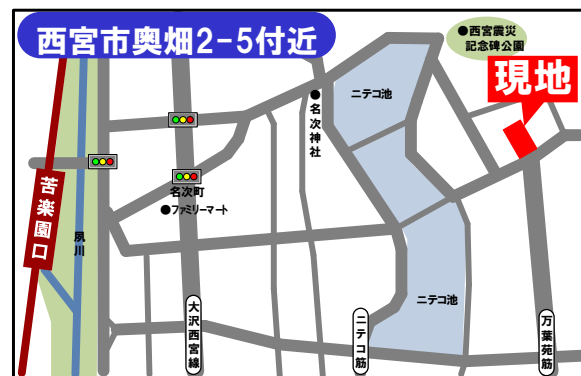 西宮市奥畑2-5付近
●西宮震災
記念碑公園
現地
ニテコ池
●名次神社
名次町
●ファミリーマート
苦楽園口
夙川
大沢西宮線
ニテコ筋
ニテコ池
万葉苑筋